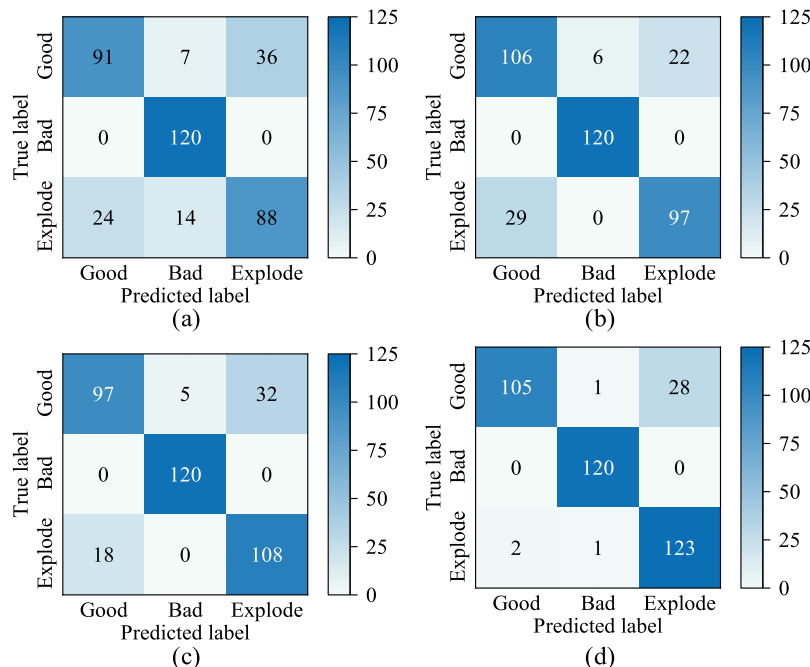 125
100
75
50
25
0
Good
Bad
Explode
True label
91 7 36
0 120 0
24 14 88
Good Bad Explode
Predicted label
(a)
125
100
75
50
25
0
Good
Bad
Explode
True label
106 6 22
0 120 0
29 0 97
Good Bad Explode
Predicted label
(b)
125
100
75
50
25
0
Good
Bad
Explode
True label
97 5 32
0 120 0
18 0 108
Good Bad Explode
Predicted label
(c)
125
100
75
50
25
0
Good
Bad
Explode
True label
105 1 28
0 120 0
2 1 123
Good Bad Explode
Predicted label
(d)